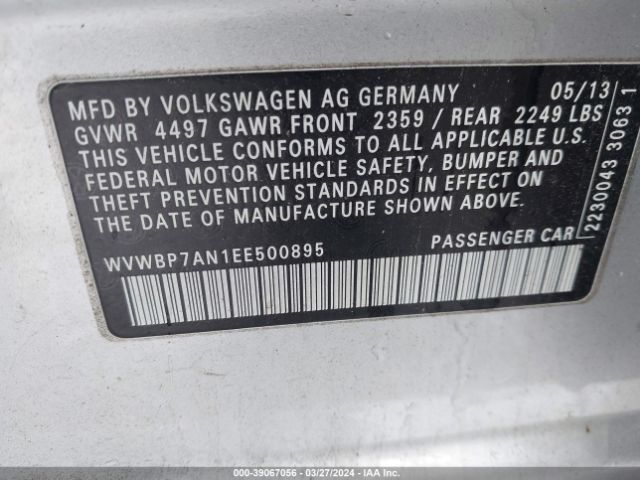 MFD BY VOLKSWAGEN AG GERMANY 05/13
GVWR 4497 GAWR FRONT 2359 / REAR 2249 LBS
THIS VEHICLE CONFORMS TO ALL APPLICABLE U.S.
FEDERAL MOTOR VEHICLE SAFETY, BUMPER AND
THEFT PREVENTION STANDARDS IN EFFECT ON
THE DATE OF MANUFACTURE SHOWN ABOVE.
WVWBP7AN1EE500895 PASSENGER CAR
2230043 30631
000-39067056 | 03/27/2024 | IAA Inc.